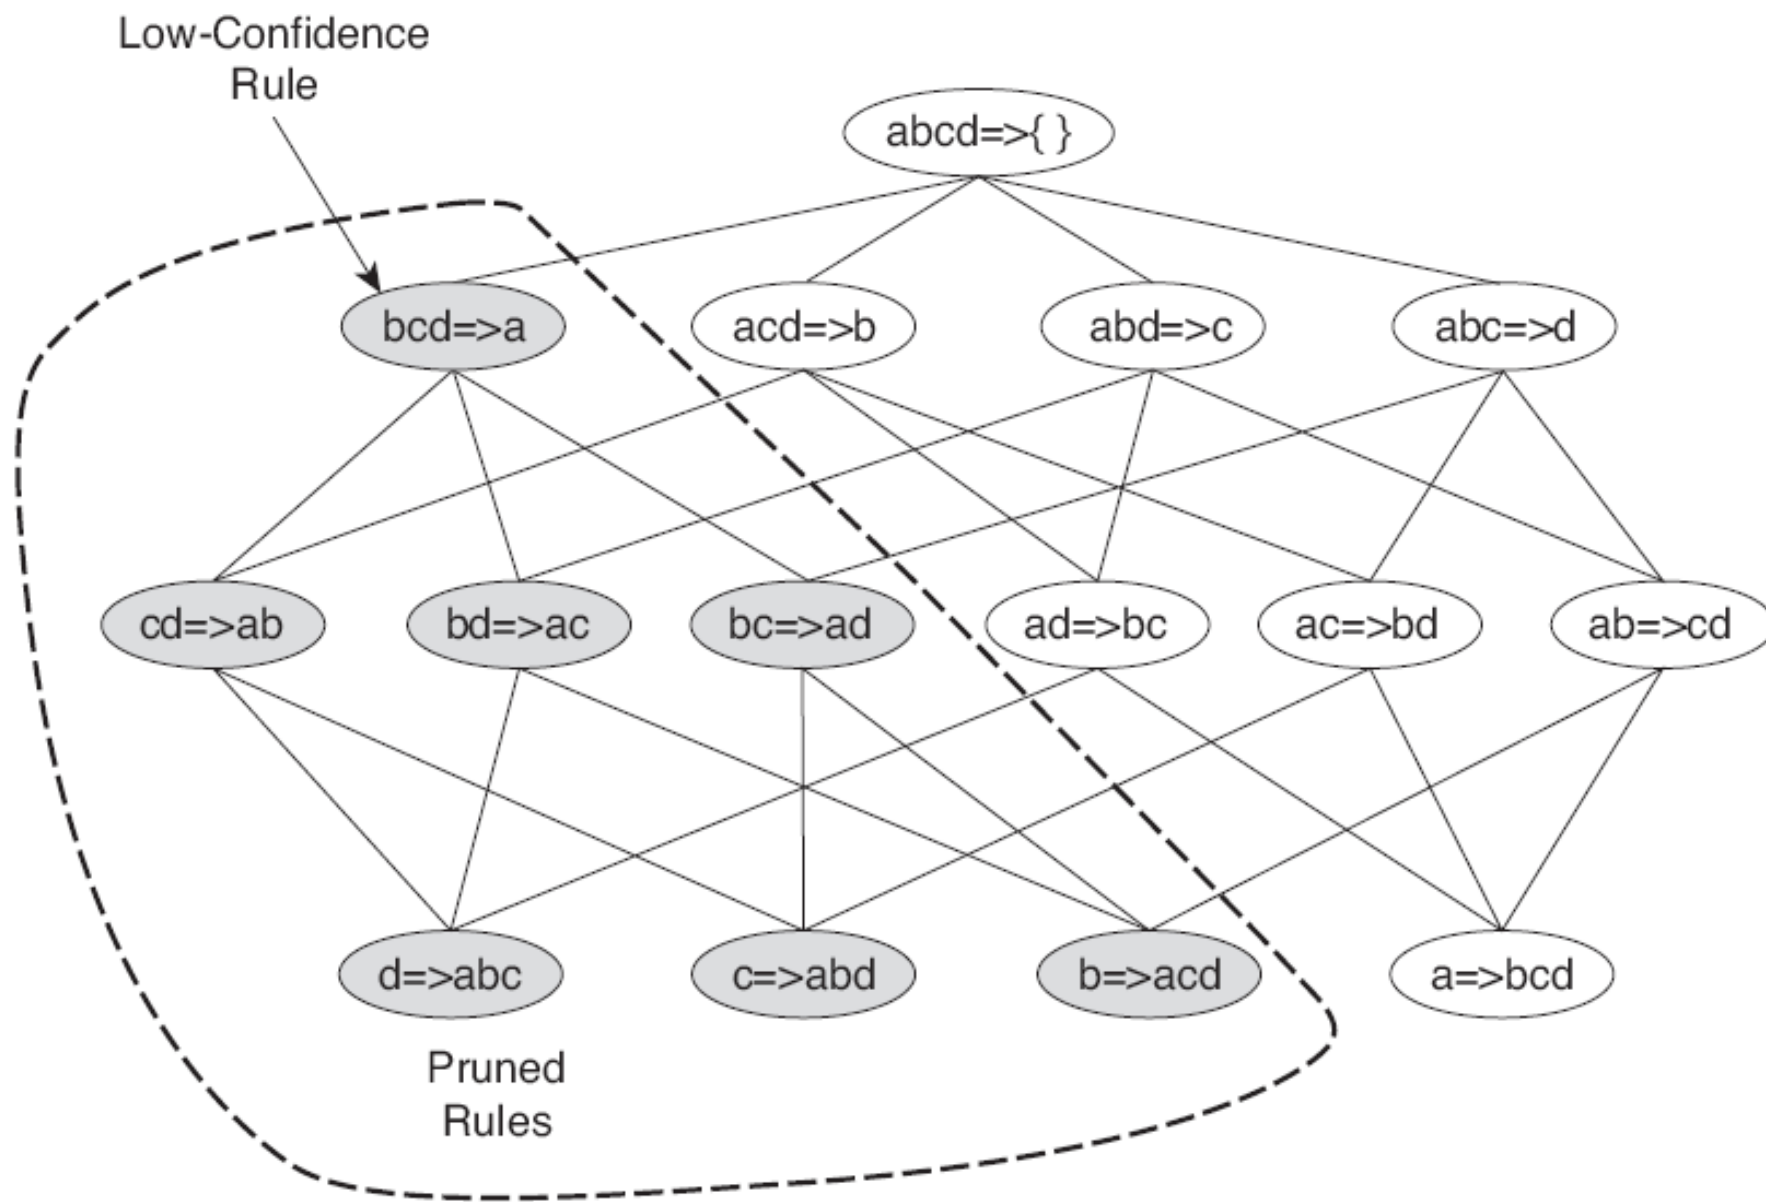 Low-Confidence
Rule
abcd=>{ }
bcd=>a
acd=>b
abd=>c
abc=>d
cd=>ab
bd=>ac
bc=>ad
ad=>bc
ac=>bd
ab=>cd
d=>abc
c=>abd
b=>acd
a=>bcd
Pruned
Rules